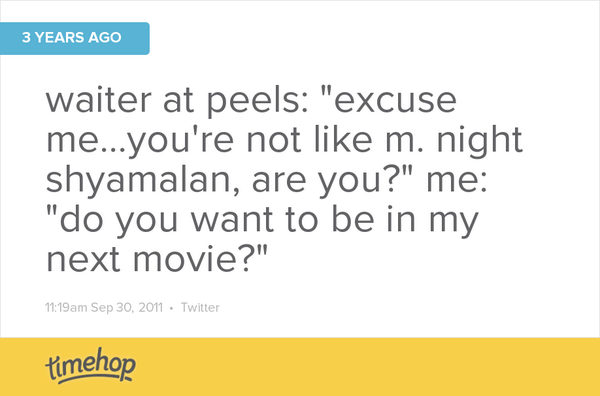 3 YEARS AGO
waiter at peels: "excuse
me...you're not like m. night
shyamalan, are you?" me:
"do you want to be in my
next movie?"
11:19am Sep 30, 2011 • Twitter
timehop